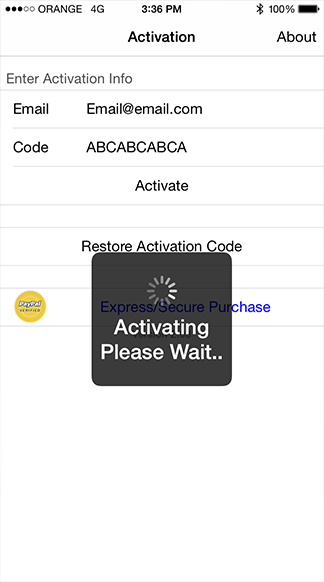 ORANGE 4G 3:36 PM 100%
Activation About
Enter Activation Info
Email Email@email.com
Code ABCABCABCA
Activate
Restore Activation Code
PayPal
VERIFIED
Express/Secure Purchase
Activating
Please Wait..